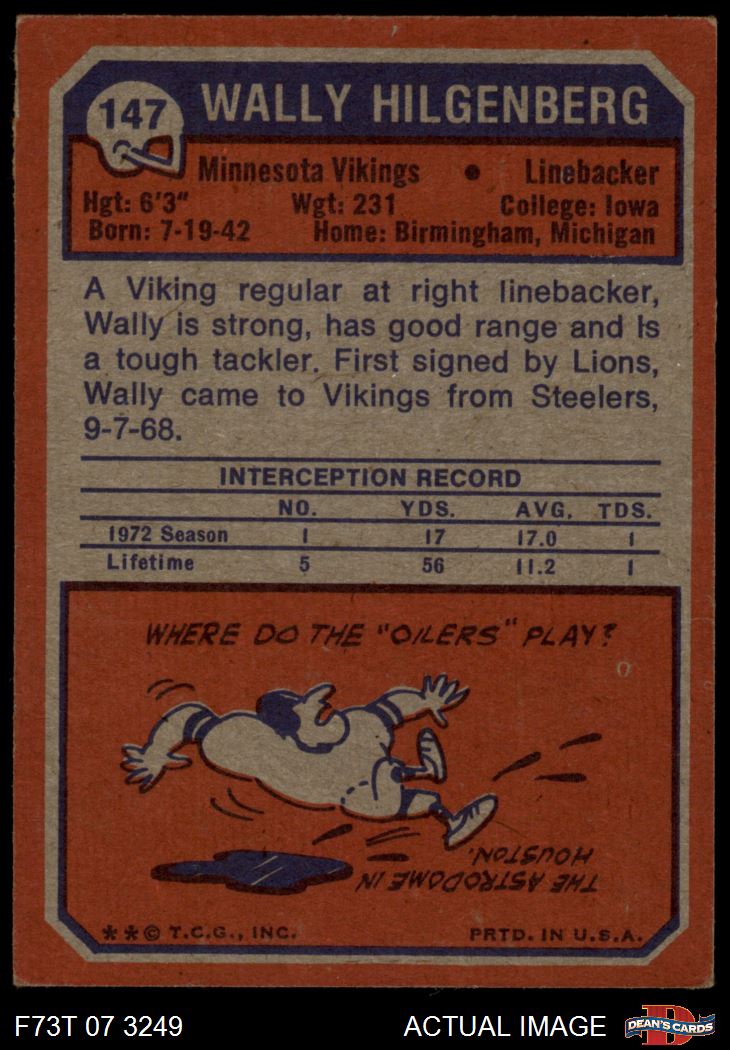 147
WALLY HILGENBERG
Minnesota Vikings • Linebacker
Hgt: 6'3" Wgt: 231 College: Iowa
Born: 7-19-42 Home: Birmingham, Michigan
A Viking regular at right linebacker,
Wally is strong, has good range and Is
a tough tackler. First signed by Lions,
Wally came to Vikings from Steelers,
9-7-68.
INTERCEPTION RECORD
NO. YDS. AVG. TDS.
1972 Season 1 17 17.0 1
Lifetime 5 56 11.2 1
WHERE DO THE "OILERS" PLAY?
THE ASTRODOME IN
HOUSTON.
**© T.C.G., INC. PRTD. IN U.S.A.
F73T 07 3249 ACTUAL IMAGE
DEAN'S CARDS